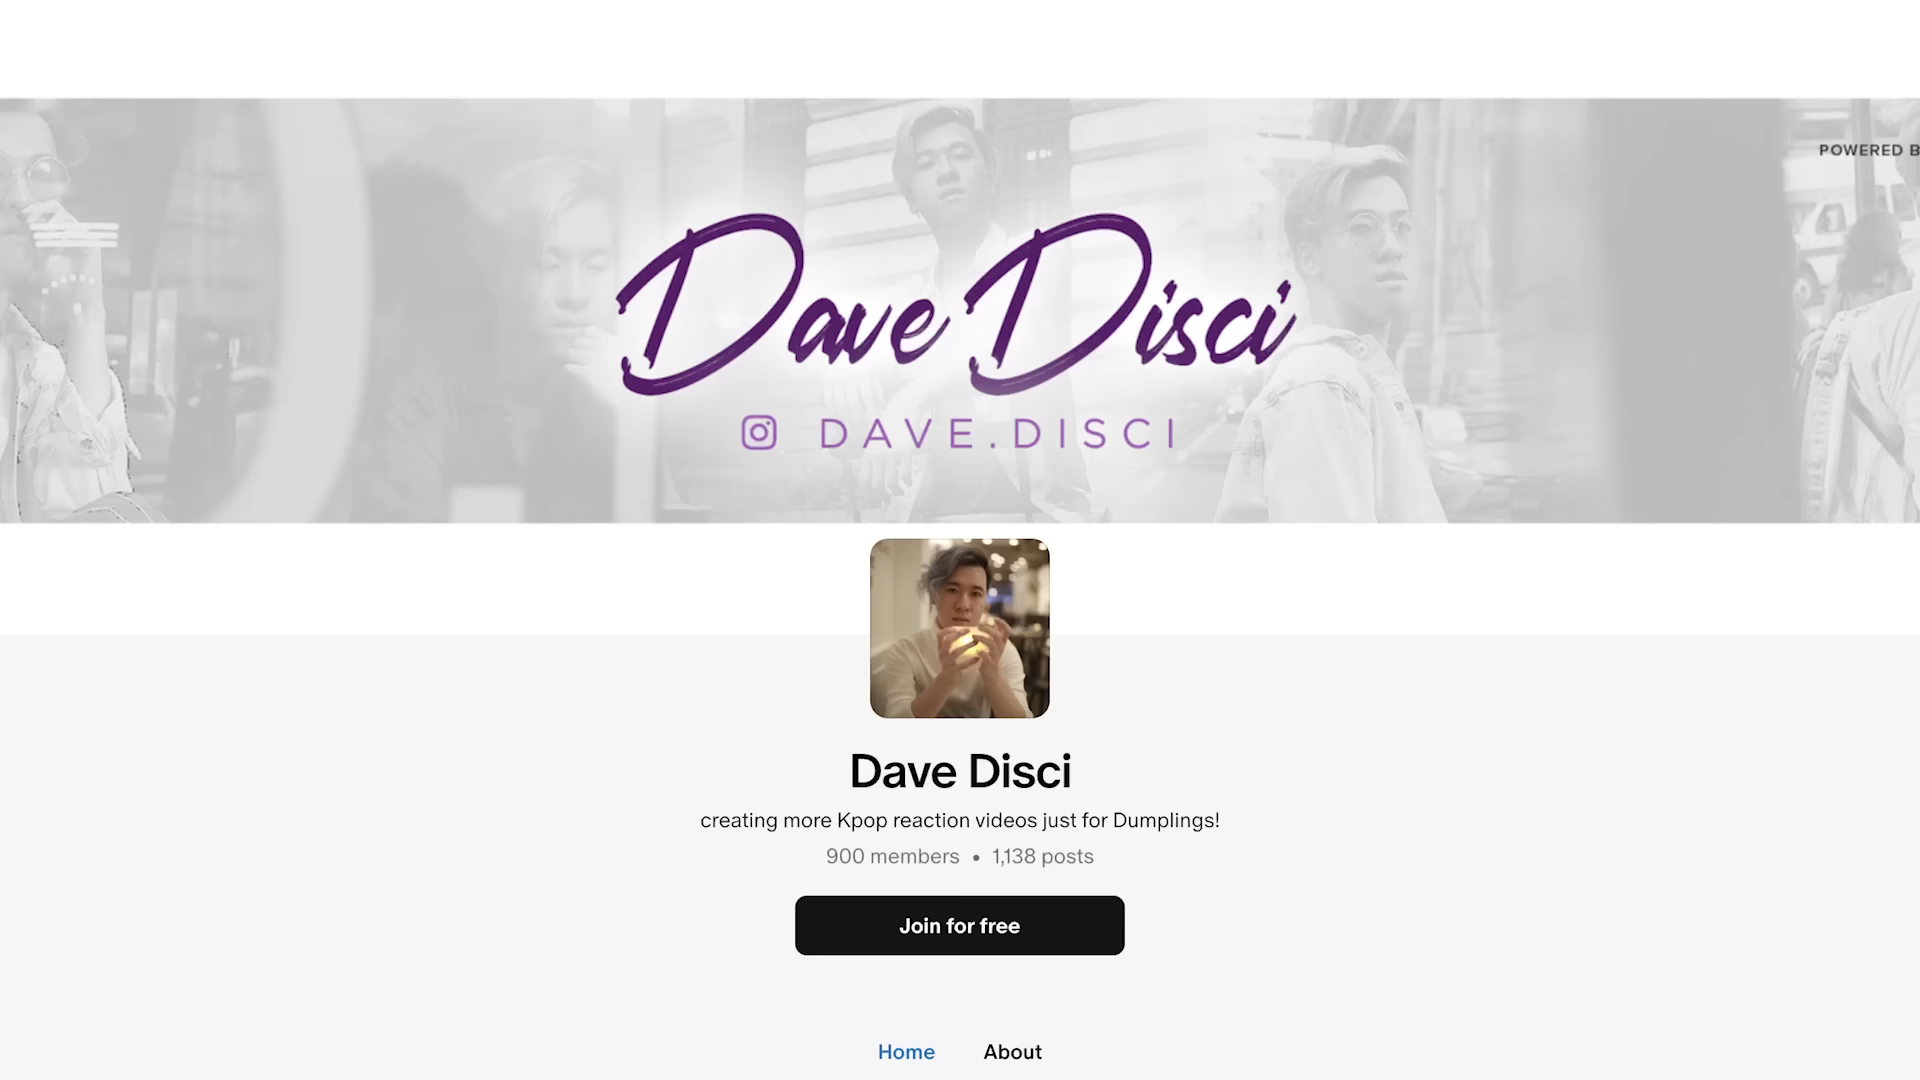 POWERED B
Dave Disci
DAVE.DISCI
Dave Disci
creating more Kpop reaction videos just for Dumplings!
900 members • 1,138 posts
Join for free
Home About